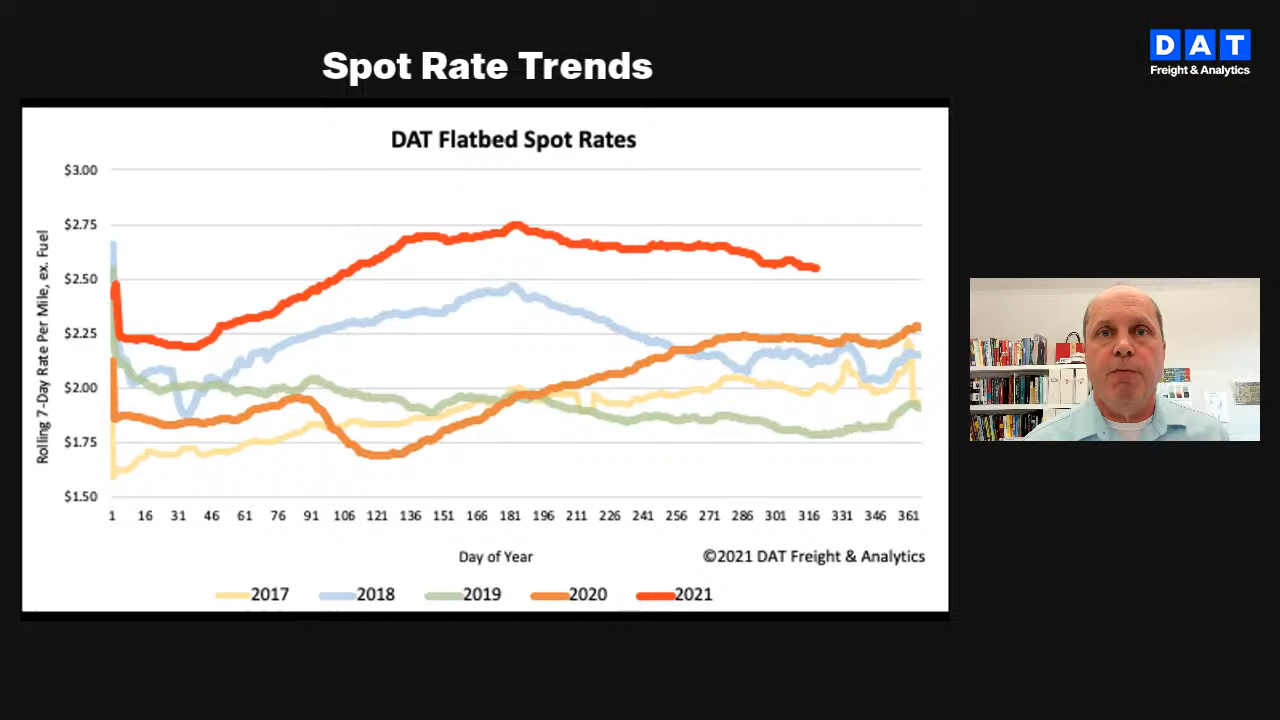 Spot Rate Trends
DAT
Freight & Analytics
DAT Flatbed Spot Rates
Rolling 7-Day Rate Per Mile, ex. Fuel
$3.00
$2.75
$2.50
$2.25
$2.00
$1.75
$1.50
1 16 31 46 61 76 91 106 121 136 151 166 181 196 211 226 241 256 271 286 301 316 331 346 361
Day of Year
©2021 DAT Freight & Analytics
2017 2018 2019 2020 2021